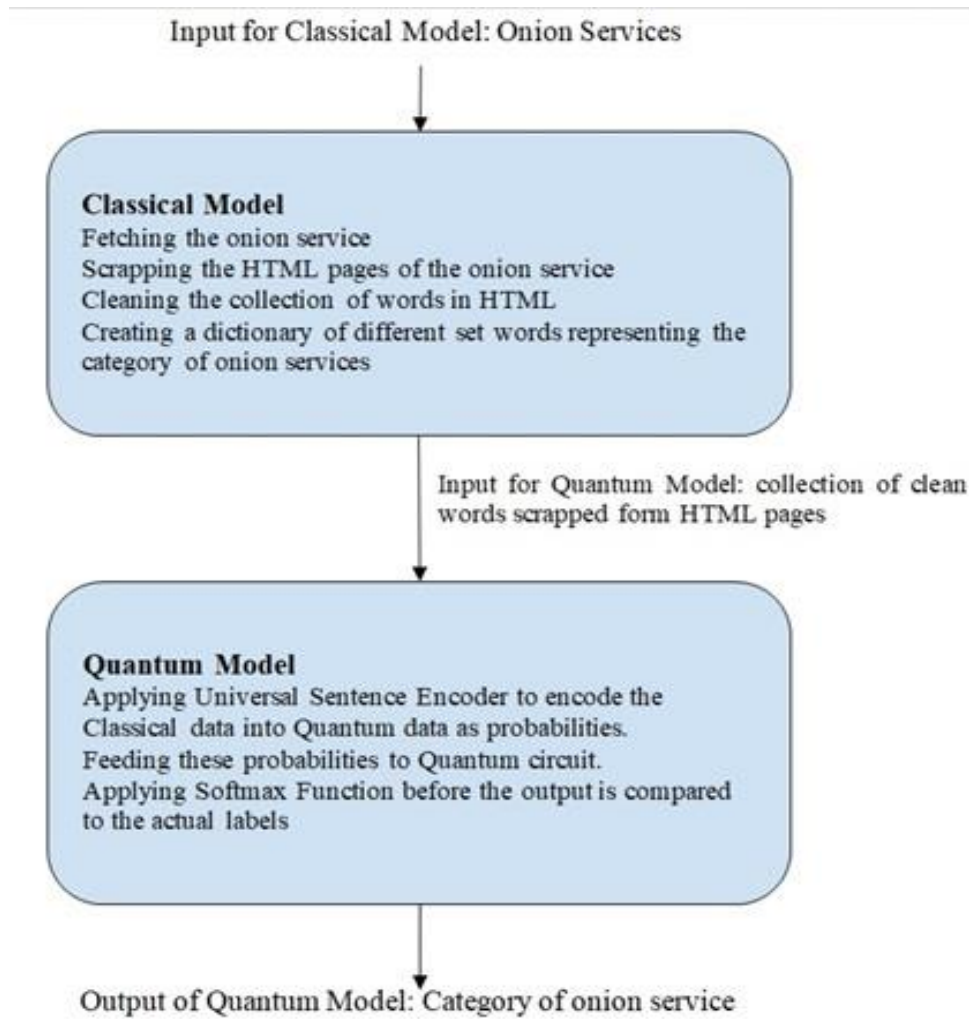 Input for Classical Model: Onion Services
Classical Model
Fetching the onion service
Scrapping the HTML pages of the onion service
Cleaning the collection of words in HTML
Creating a dictionary of different set words representing the
category of onion services
Input for Quantum Model: collection of clean
words scrapped form HTML pages
Quantum Model
Applying Universal Sentence Encoder to encode the
Classical data into Quantum data as probabilities.
Feeding these probabilities to Quantum circuit.
Applying Softmax Function before the output is compared
to the actual labels
Output of Quantum Model: Category of onion service